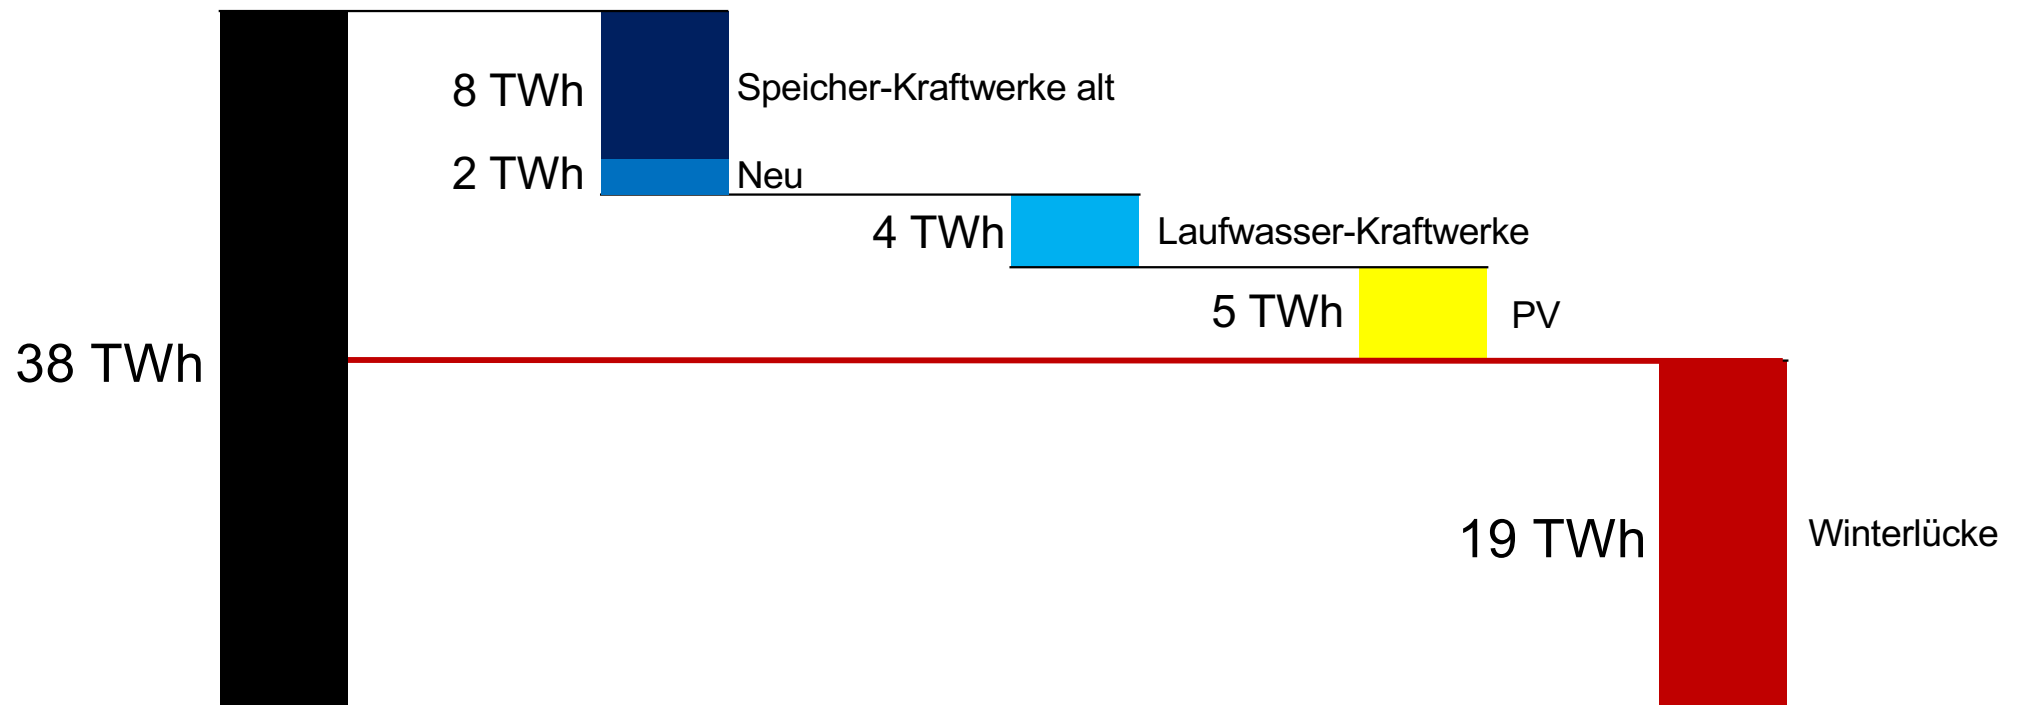 8 TWh
Speicher-Kraftwerke alt
2 TWh
Neu
4 TWh
Laufwasser-Kraftwerke
5 TWh
PV
38 TWh
19 TWh
Winterlücke